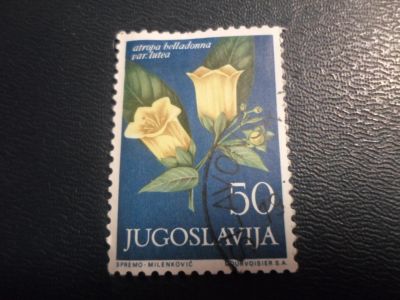 atropa belladonna
var. lutea
50
JUGOSLAVIJA
SPREMO - MILENKOVIĆ COURVOISIER S.A.